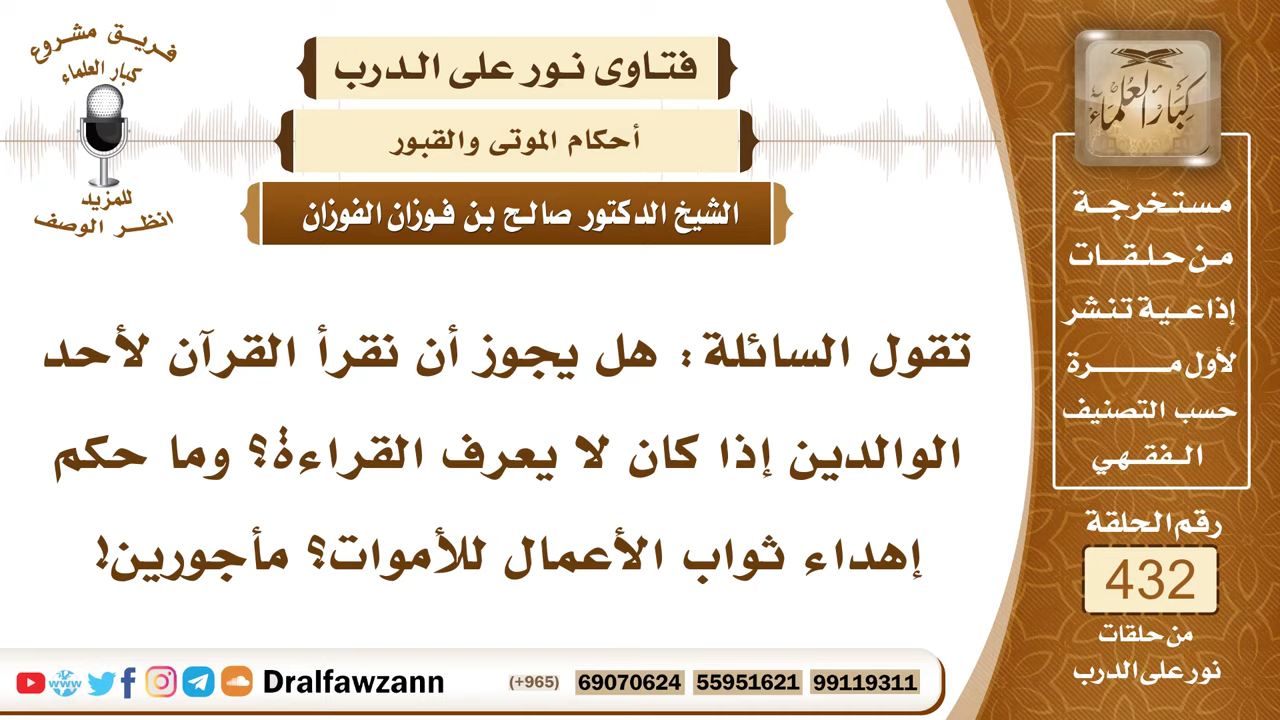 فريق مشروع
كبار العلماء
للمزيد
انظر الوصف
فتاوى نور على الدرب
أحكام الموتى والقبور
الشيخ الدكتور صالح بن فوزان الفوزان
تقول السائلة: هل يجوز أن نقرأ القرآن لأحد
الوالدين إذا كان لا يعرف القراءة؟ وما حكم
إهداء ثواب الأعمال للأموات؟ مأجورين!
كبار العلماء
مستخرجة
من حلقات
إذاعية تنشر
لأول مرة
حسب التصنيف
الفقهي
رقم الحلقة
432
من حلقات
نور على الدرب
www Dralfawzann (+965) 69070624 55951621 99119311